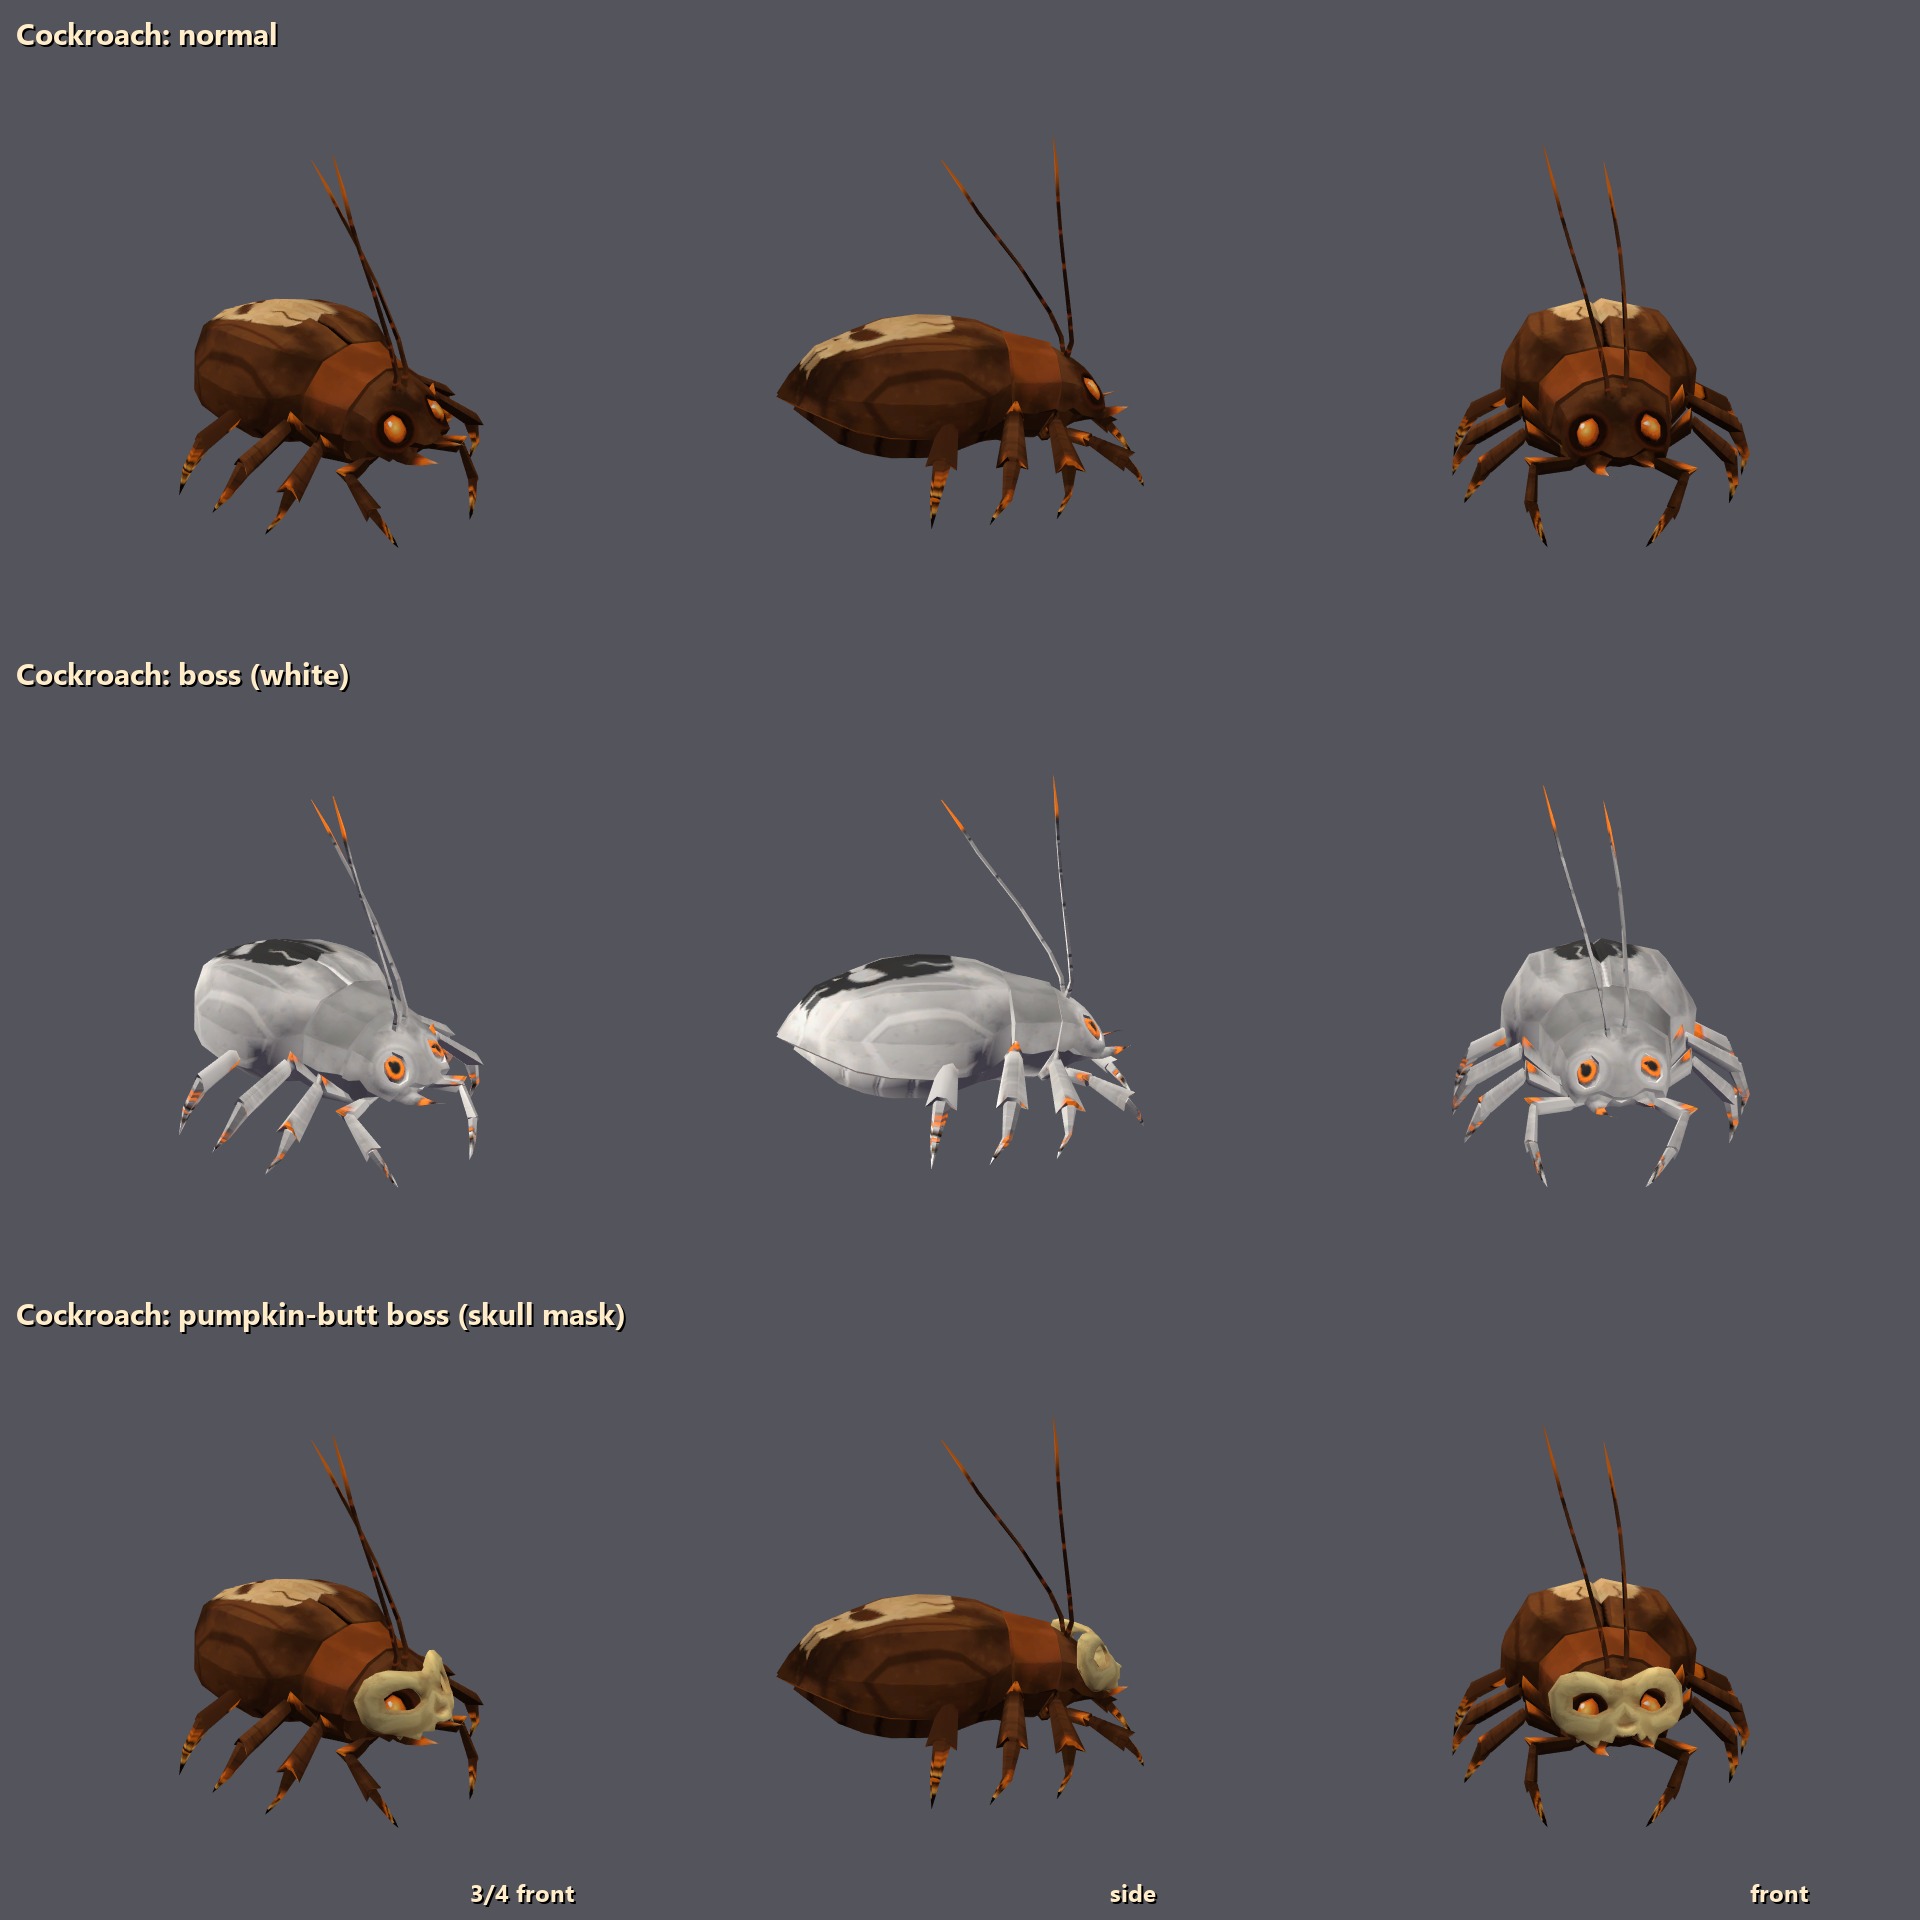 Cockroach: normal
Cockroach: boss (white)
Cockroach: pumpkin-butt boss (skull mask)
3/4 front
side
front